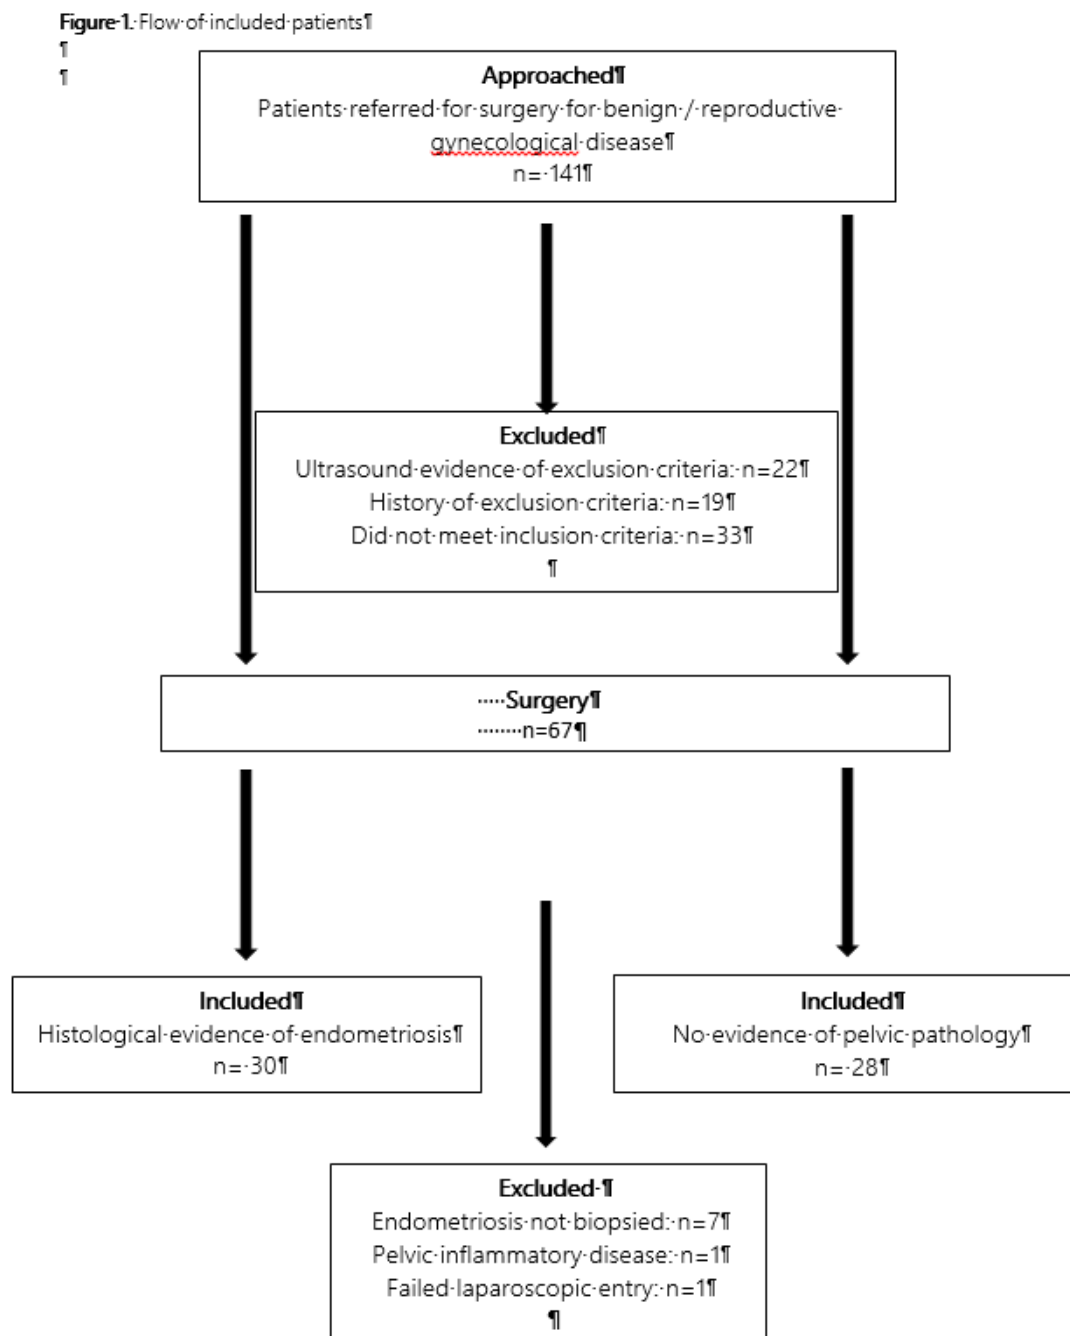 Figure·1.·Flow·of·included·patients¶
¶
¶
Approached¶
Patients·referred·for·surgery·for·benign·/·reproductive·
gynecological·disease¶
n=·141¶
Excluded¶
Ultrasound·evidence·of·exclusion·criteria:·n=22¶
History·of·exclusion·criteria:·n=19¶
Did·not·meet·inclusion·criteria:·n=33¶
¶
·····Surgery¶
········n=67¶
Included¶
Histological·evidence·of·endometriosis¶
n=·30¶
Included¶
No·evidence·of·pelvic·pathology¶
n=·28¶
Excluded·¶
Endometriosis·not·biopsied:·n=7¶
Pelvic·inflammatory·disease:·n=1¶
Failed·laparoscopic·entry:·n=1¶
¶